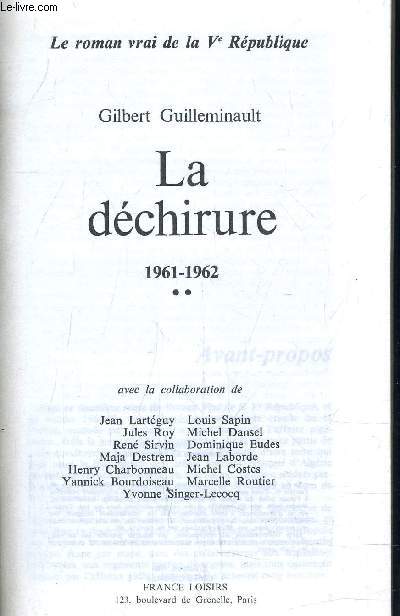 Le-livre.com
Le roman vrai de la Ve République
Gilbert Guilleminault
La
déchirure
1961-1962
Avant-propos
avec la collaboration de
Jean Lartéguy Louis Sapin
Jules Roy Michel Dansel
René Sirvin Dominique Eudes
Maja Destrem Jean Laborde
Henry Charbonneau Michel Costes
Yannick Bourdoiseau Marcelle Routier
Yvonne Singer-Lecocq
FRANCE LOISIRS
123, boulevard de Grenelle, Paris